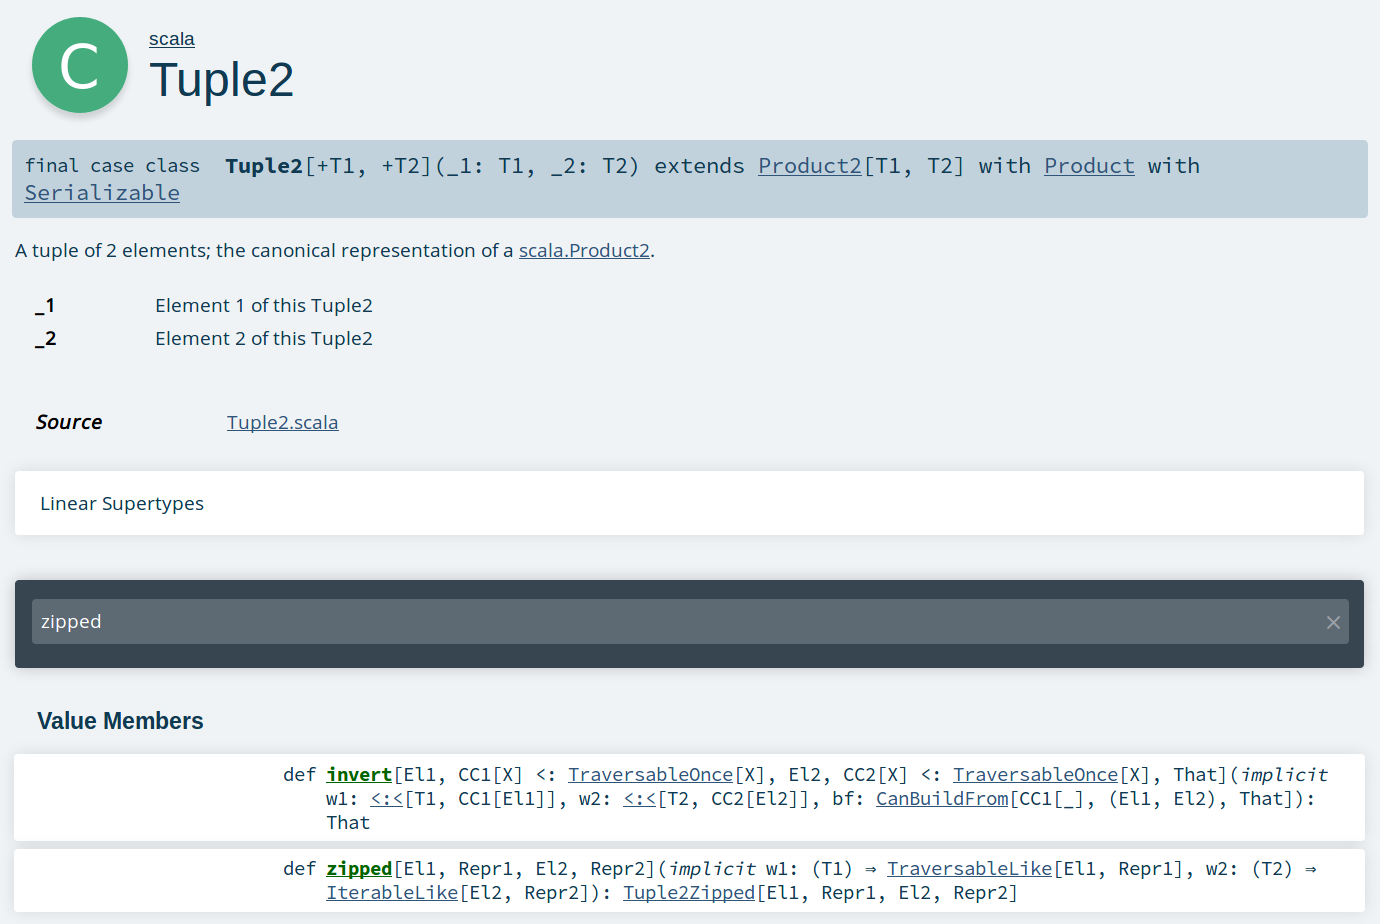 C
scala
Tuple2
final case class Tuple2[+T1, +T2](_1: T1, _2: T2) extends Product2[T1, T2] with Product with
Serializable
A tuple of 2 elements; the canonical representation of a scala.Product2.
_1 Element 1 of this Tuple2
_2 Element 2 of this Tuple2
Source Tuple2.scala
Linear Supertypes
zipped ×
Value Members
def invert[El1, CC1[X] <: TraversableOnce[X], El2, CC2[X] <: TraversableOnce[X], That](implicit
w1: <:<[T1, CC1[El1]], w2: <:<[T2, CC2[El2]], bf: CanBuildFrom[CC1[_], (El1, El2), That]):
That
def zipped[El1, Repr1, El2, Repr2](implicit w1: (T1) ⇒ TraversableLike[El1, Repr1], w2: (T2) ⇒
IterableLike[El2, Repr2]): Tuple2Zipped[El1, Repr1, El2, Repr2]